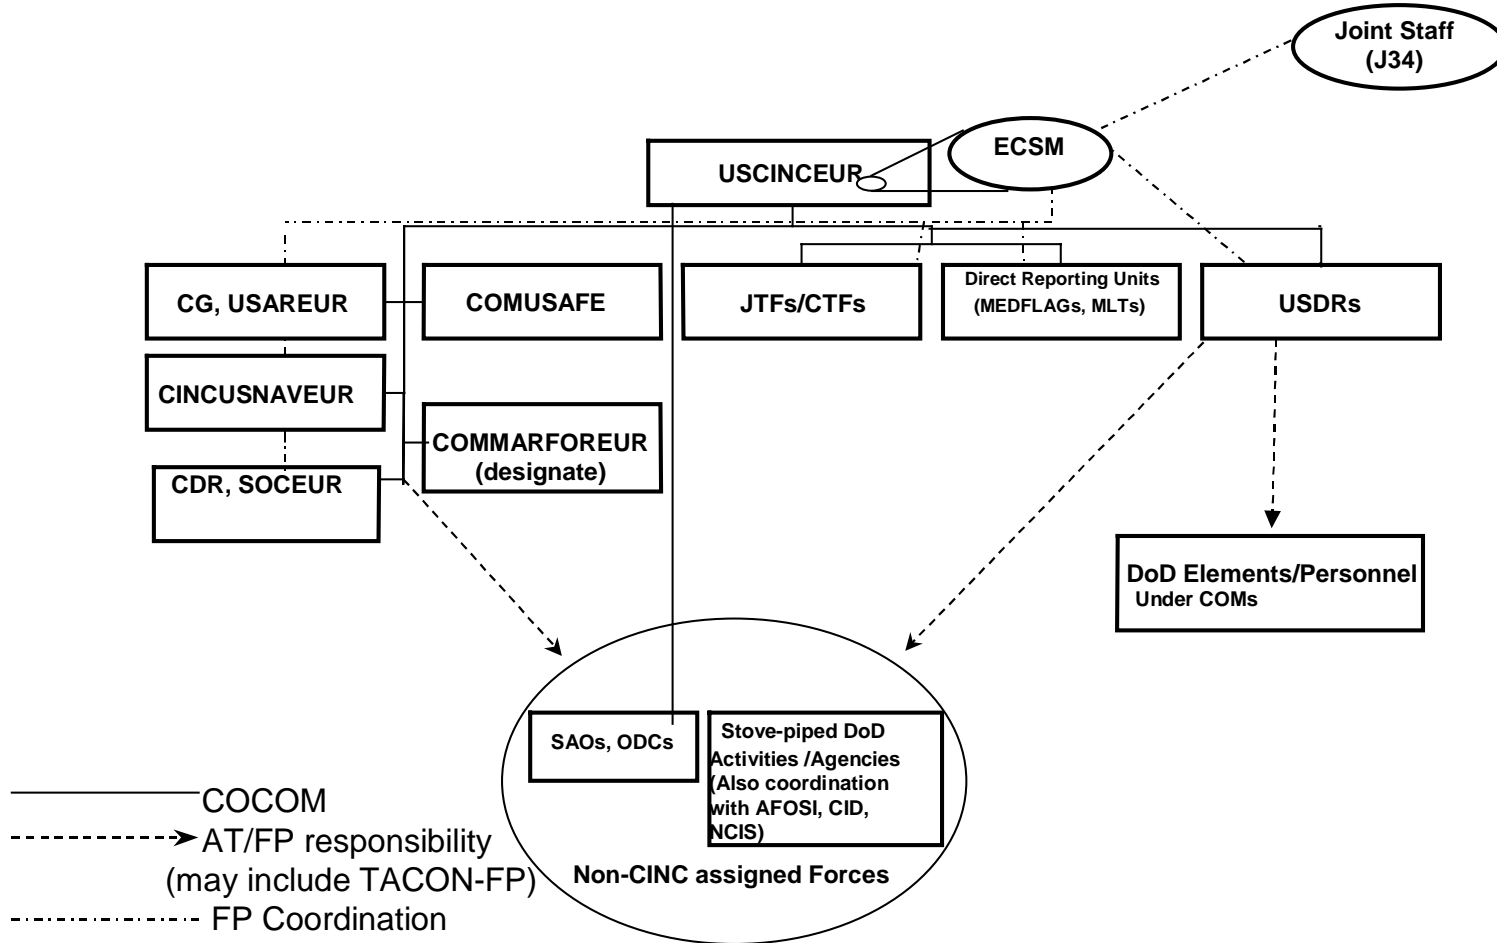 Joint Staff
(J34)
ECSM
USCINCEUR
CG, USAREUR
COMUSAFE
JTFs/CTFs
Direct Reporting Units
(MEDFLAGs, MLTs)
USDRs
CINCUSNAVEUR
COMMARFOREUR
(designate)
CDR, SOCEUR
DoD Elements/Personnel
Under COMs
SAOs, ODCs
Stove-piped DoD
Activities /Agencies
(Also coordination
with AFOSI, CID,
NCIS)
Non-CINC assigned Forces
COCOM
AT/FP responsibility
(may include TACON-FP)
FP Coordination